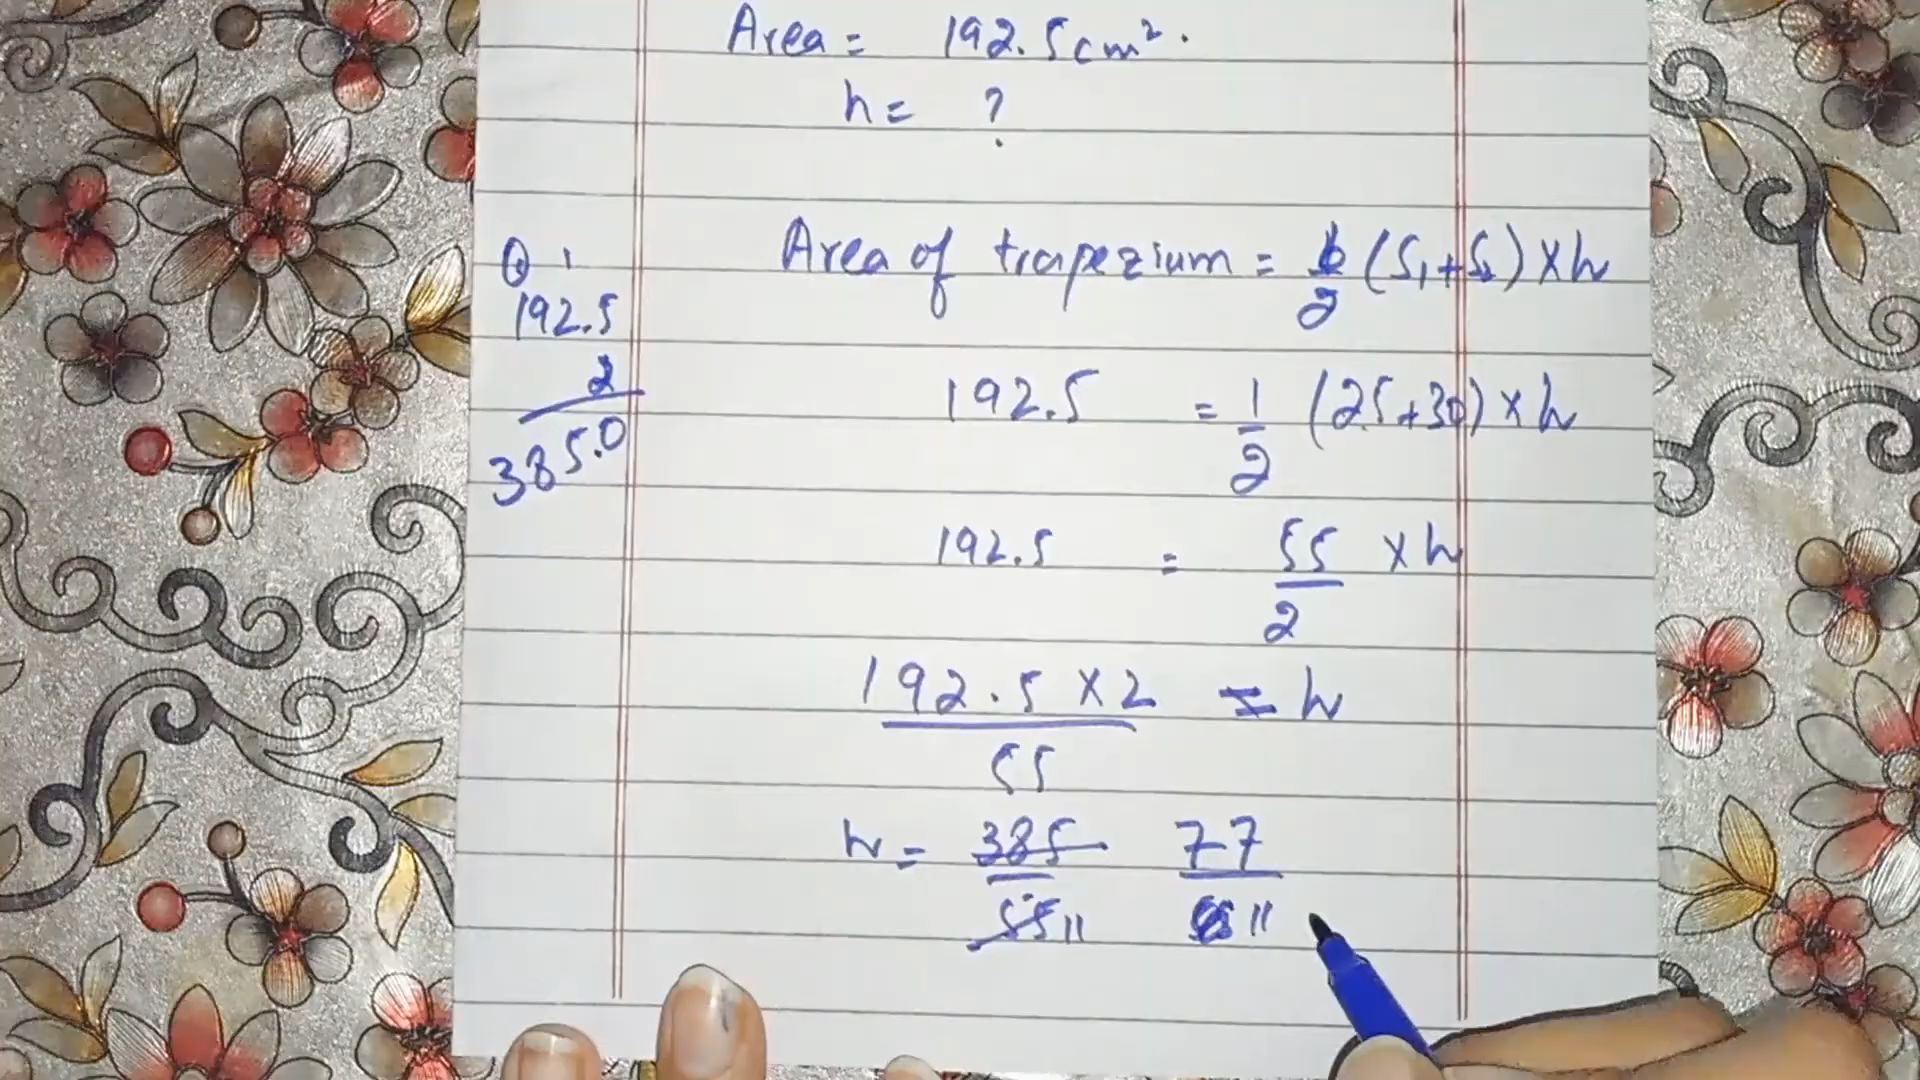 Area = 192.5 cm².
h = ?
Area of trapezium = 1/2 (S₁+S₂) × h
192.5
2
385.0
192.5 = 1/2 (25+30) × h
192.5 = 55/2 × h
192.5 × 2 / 55 = h
h = 385/55 11 77/11